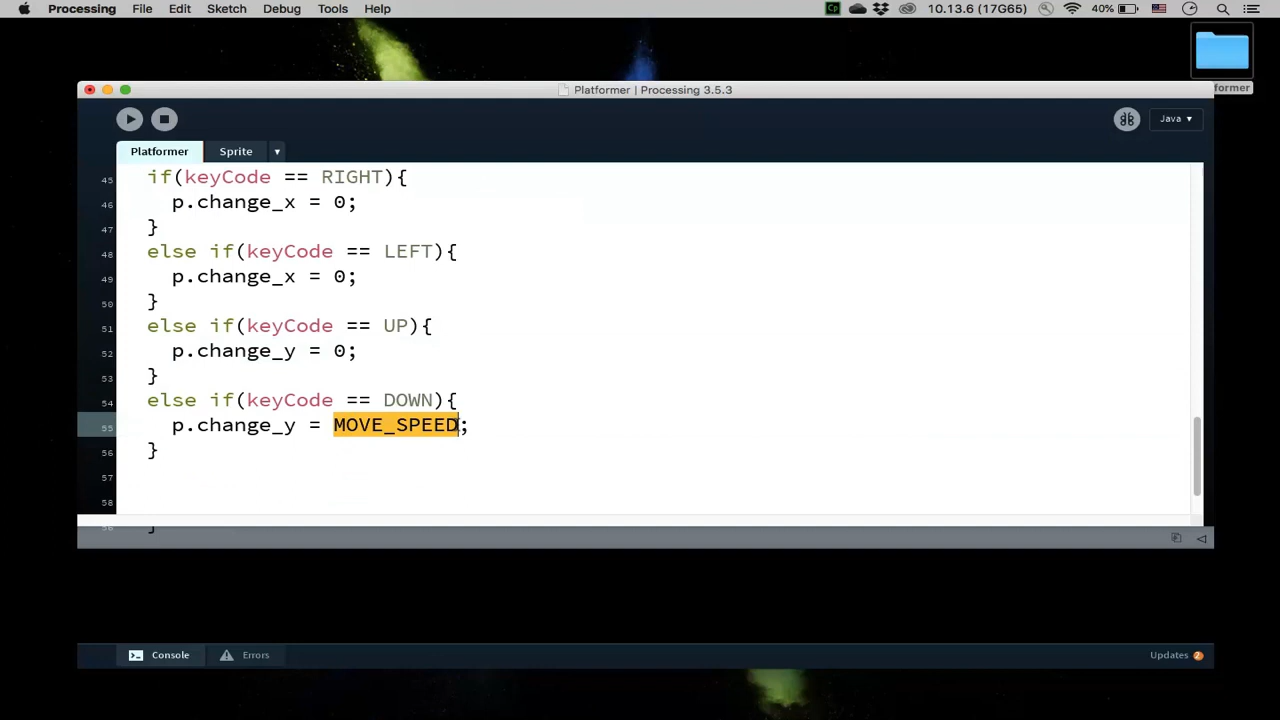 Processing File Edit Sketch Debug Tools Help 10.13.6 (17G65) 40%
former
Platformer | Processing 3.5.3
Java ▾
Platformer Sprite ▾
45 if(keyCode == RIGHT){
46 p.change_x = 0;
47 }
48 else if(keyCode == LEFT){
49 p.change_x = 0;
50 }
51 else if(keyCode == UP){
52 p.change_y = 0;
53 }
54 else if(keyCode == DOWN){
55 p.change_y = MOVE_SPEED;
56 }
57
58
Console Errors Updates 2